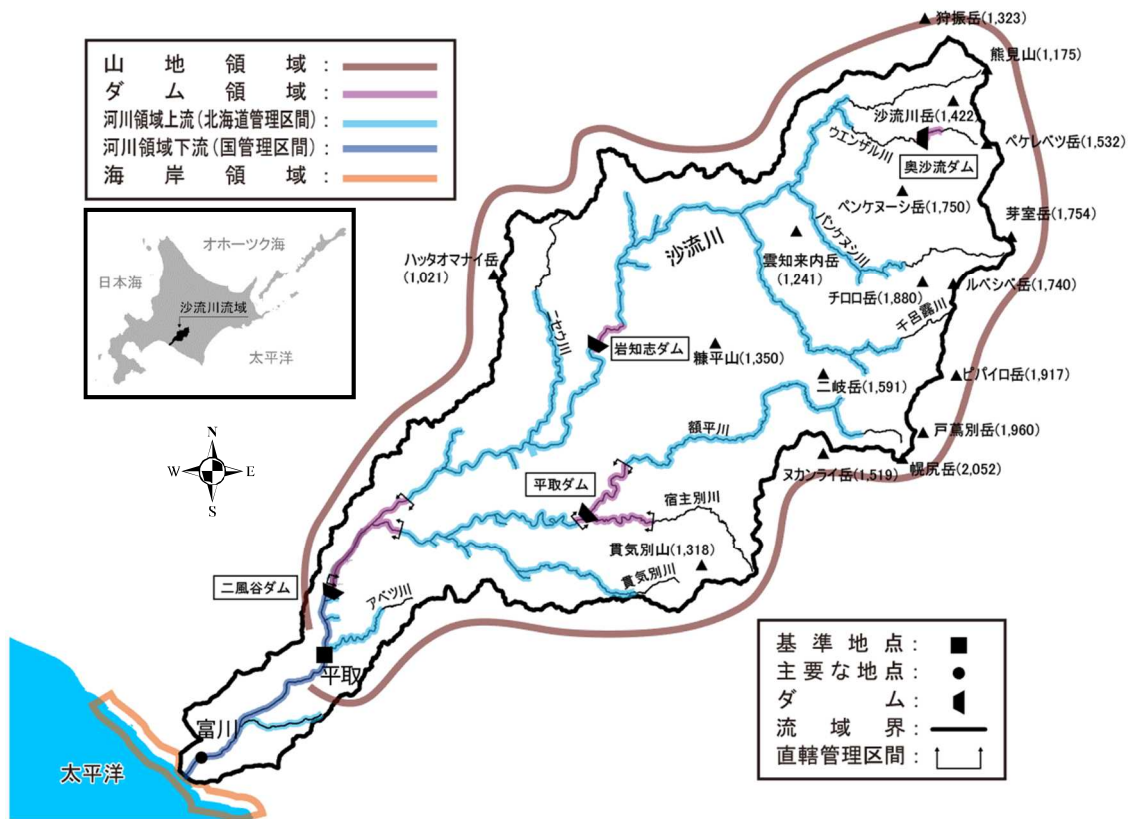 山地領域：
ダム領域：
河川領域上流(北海道管理区間)：
河川領域下流(国管理区間)：
海岸領域：
オホーツク海
日本海
沙流川流域
太平洋
N
W
E
S
狩振岳(1,323)
熊見山(1,175)
沙流川岳(1,422)
ウエンザル川
ペケレベツ岳(1,532)
奥沙流ダム
ペンケヌーシ岳(1,750)
芽室岳(1,754)
パンケヌシ川
沙流川
雲知来内岳
(1,241)
ハッタオマナイ岳
(1,021)
チロロ岳(1,880)
ルベシベ岳(1,740)
千呂露川
ニセウ川
岩知志ダム
糠平山(1,350)
二岐岳(1,591)
ピパイロ岳(1,917)
額平川
戸蔦別岳(1,960)
ヌカンライ岳(1,519)
幌尻岳(2,052)
平取ダム
宿主別川
貫気別山(1,318)
貫気別川
二風谷ダム
アベツ川
平取
富川
太平洋
基準地点：
主要な地点：
ダム：
流域界：
直轄管理区間：